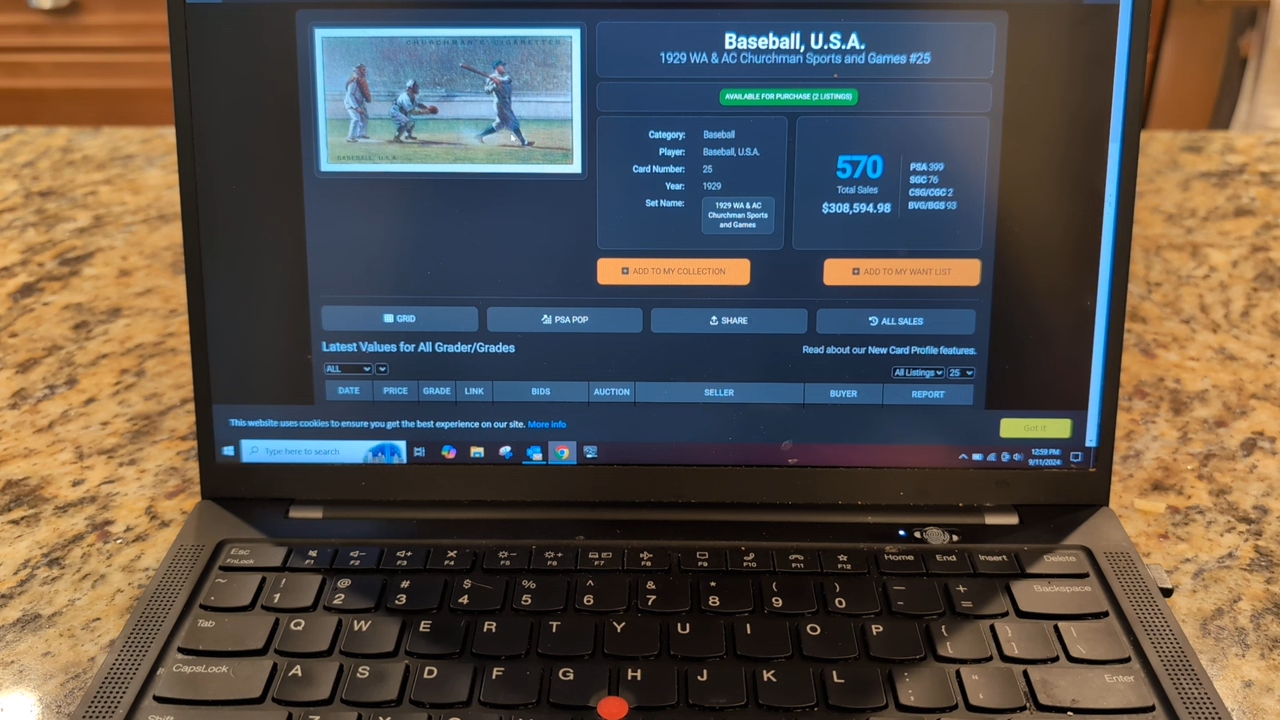 CHURCHMAN'S CIGARETTES
BASEBALL, U.S.A.
Baseball, U.S.A.
1929 WA & AC Churchman Sports and Games #25
AVAILABLE FOR PURCHASE (2 LISTINGS)
Category: Baseball
Player: Baseball, U.S.A.
Card Number: 25
Year: 1929
Set Name: 1929 WA & AC
Churchman Sports
and Games
570
Total Sales
$308,594.98
PSA 399
SGC 76
CSG/CGC 2
BVG/BGS 93
ADD TO MY COLLECTION
ADD TO MY WANT LIST
GRID
PSA POP
SHARE
ALL SALES
Latest Values for All Grader/Grades
Read about our New Card Profile features.
ALL
All Listings 25
DATE PRICE GRADE LINK BIDS AUCTION SELLER BUYER REPORT
This website uses cookies to ensure you get the best experience on our site. More info
Got it
Type here to search
12:59 PM
9/11/2024
Esc F1 F2 F3 F4 F5 F6 F7 F8 F9 F10 F11 F12 Home End Insert Delete
FnLock
~ ! @ # $ % ^ & * ( ) _ + Backspace
1 2 3 4 5 6 7 8 9 0 - =
Tab Q W E R T Y U I O P { } |
[ ] \
CapsLock A S D F G H J K L : " Enter
; '
Shift